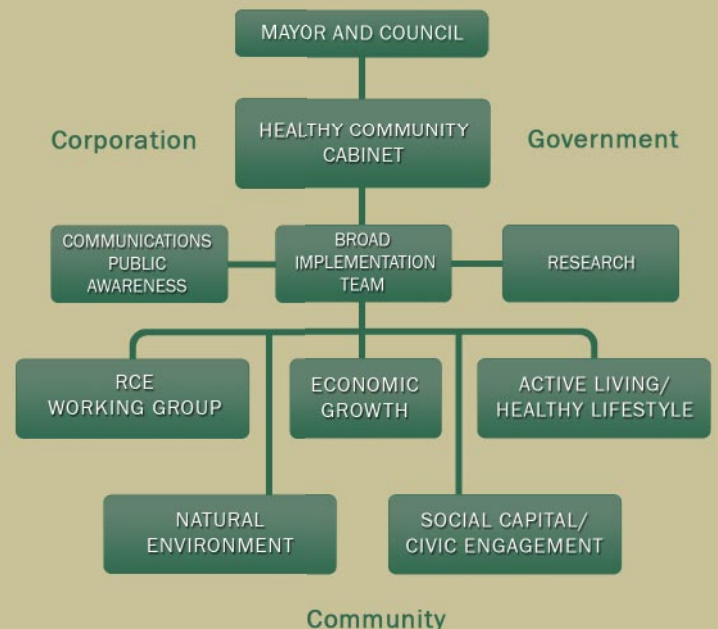 MAYOR AND COUNCIL
Corporation
HEALTHY COMMUNITY
CABINET
Government
COMMUNICATIONS
PUBLIC
AWARENESS
BROAD
IMPLEMENTATION
TEAM
RESEARCH
RCE
WORKING GROUP
ECONOMIC
GROWTH
ACTIVE LIVING/
HEALTHY LIFESTYLE
NATURAL
ENVIRONMENT
SOCIAL CAPITAL/
CIVIC ENGAGEMENT
Community